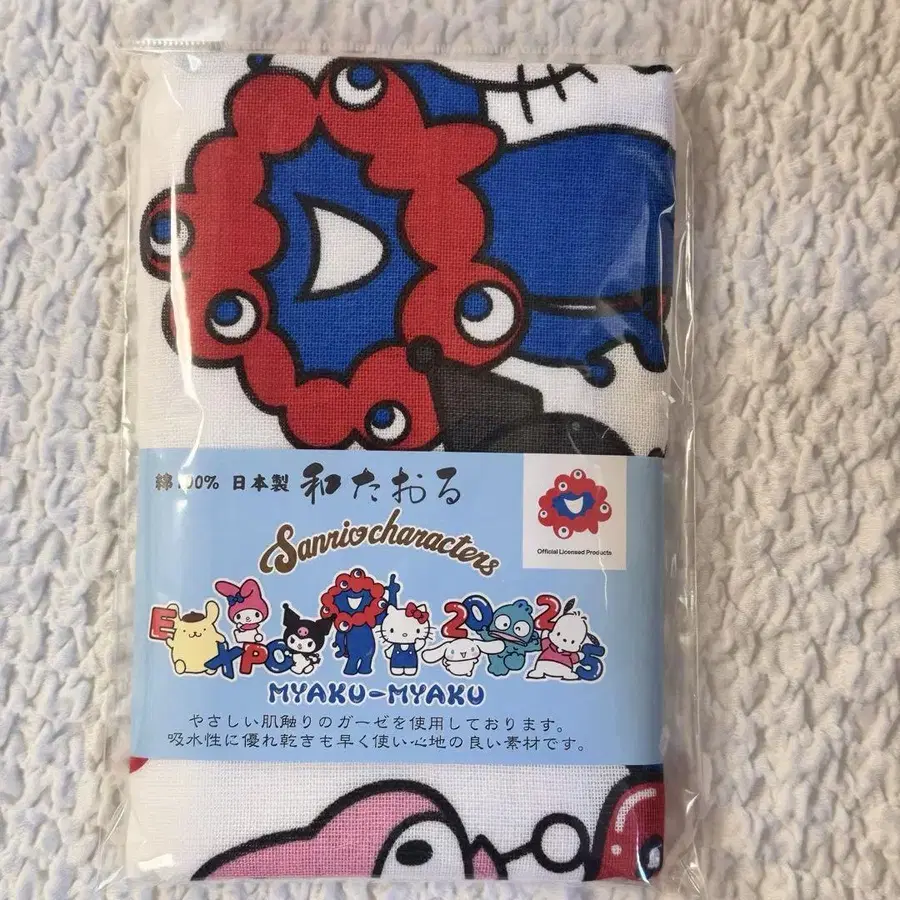 綿100% 日本製 和たおる
Official Licensed Products
Sanrio characters
EXPO 2025
MYAKU-MYAKU
やさしい肌触りのガーゼを使用しております。
吸水性に優れ乾きも早く使い心地の良い素材です。